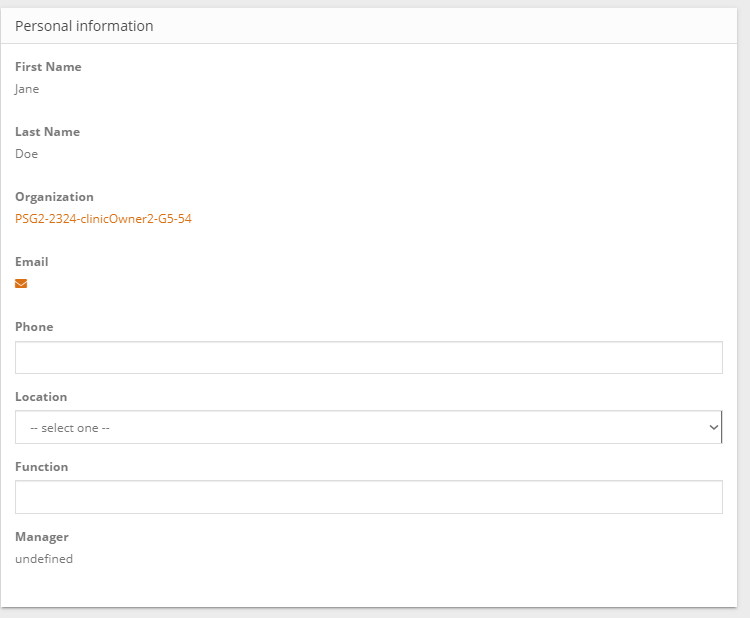 Personal information
First Name
Jane
Last Name
Doe
Organization
PSG2-2324-clinicOwner2-G5-54
Email
Phone
Location
-- select one --
Function
Manager
undefined